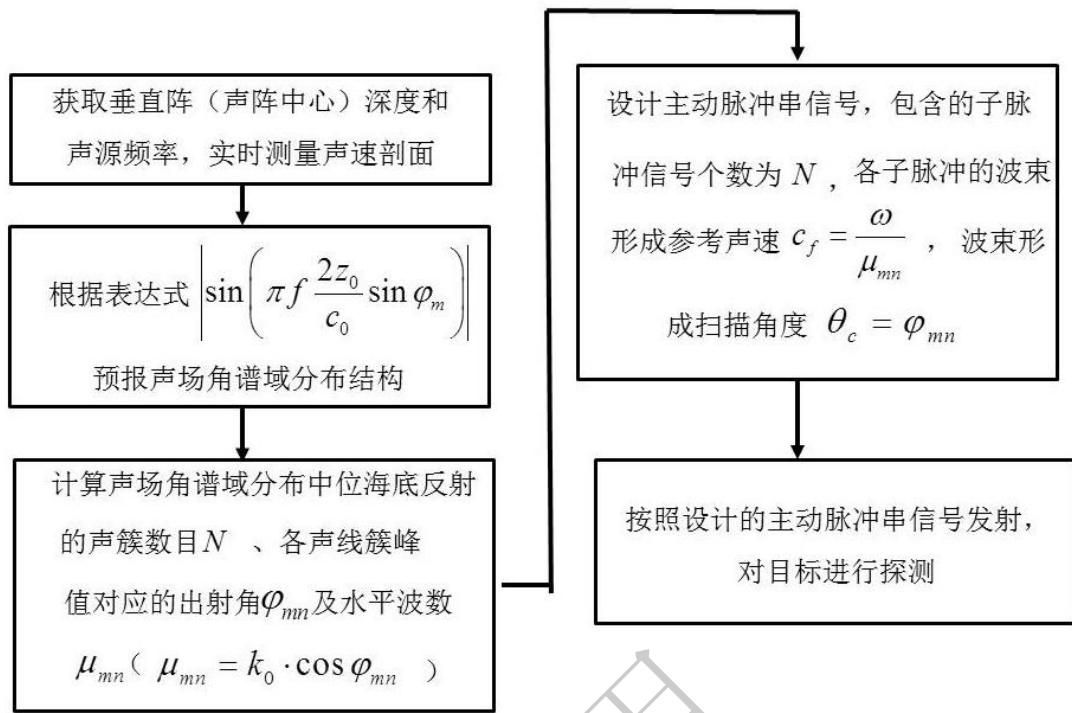 获取垂直阵（声阵中心）深度和
声源频率，实时测量声速剖面
根据表达式 |sin(πf 2z₀/c₀ sin φₘ)|
预报声场角谱域分布结构
计算声场角谱域分布中位海底反射
的声簇数目N 、各声线簇峰
值对应的出射角φₘₙ及水平波数
μₘₙ（ μₘₙ = k₀·cos φₘₙ ）
设计主动脉冲串信号，包含的子脉
冲信号个数为 N ，各子脉冲的波束
形成参考声速 c_f = ω/μₘₙ ， 波束形
成扫描角度 θ_c = φₘₙ
按照设计的主动脉冲串信号发射，
对目标进行探测